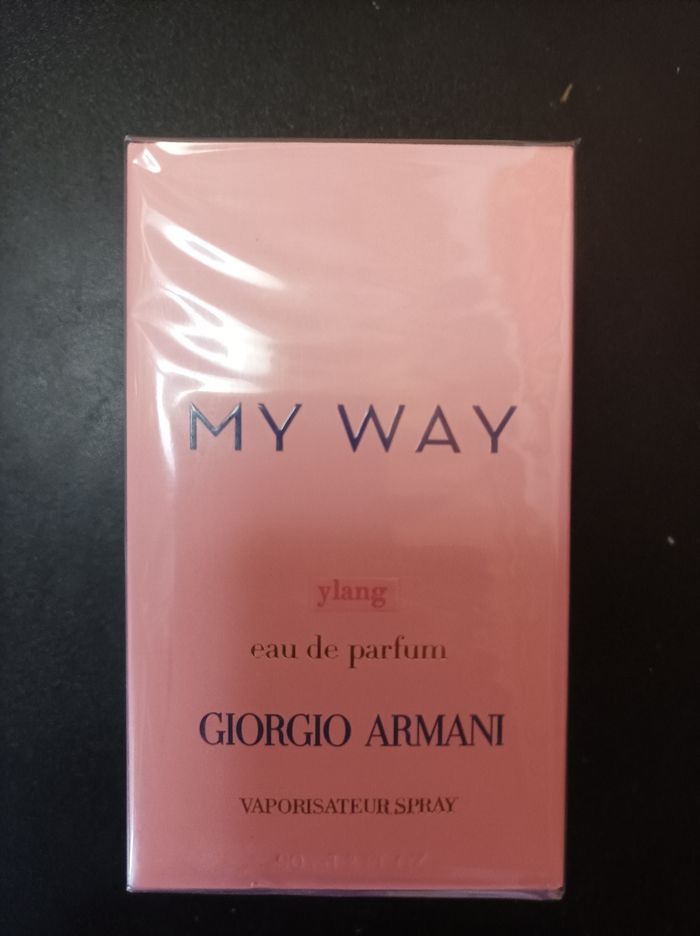 MY WAY
ylang
eau de parfum
GIORGIO ARMANI
VAPORISATEUR SPRAY